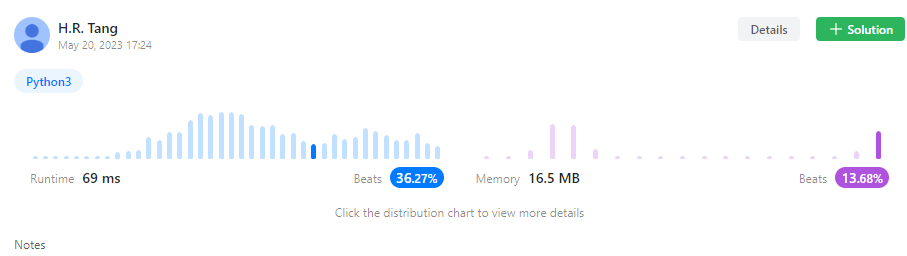 H.R. Tang
May 20, 2023 17:24
Details
Solution
Python3
Runtime 69 ms Beats 36.27%
Memory 16.5 MB Beats 13.68%
Click the distribution chart to view more details
Notes